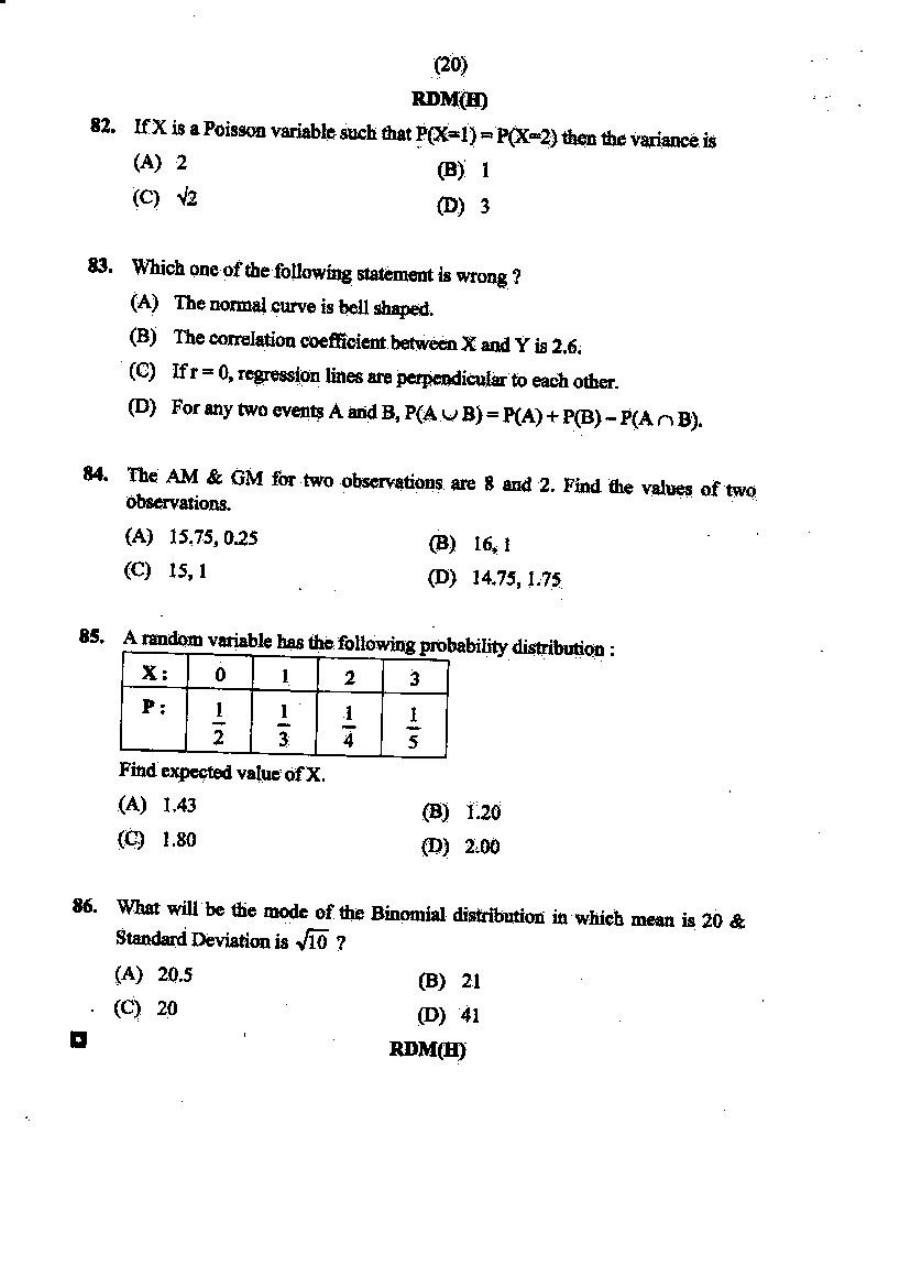 (20)
RDM(H)
82. If X is a Poisson variable such that P(X=1) = P(X=2) then the variance is
(A) 2 (B) 1
(C) √2 (D) 3
83. Which one of the following statement is wrong ?
(A) The normal curve is bell shaped.
(B) The correlation coefficient between X and Y is 2.6.
(C) If r = 0, regression lines are perpendicular to each other.
(D) For any two events A and B, P(A ∪ B) = P(A) + P(B) – P(A ∩ B).
84. The AM & GM for two observations are 8 and 2. Find the values of two
observations.
(A) 15.75, 0.25 (B) 16, 1
(C) 15, 1 (D) 14.75, 1.75
85. A random variable has the following probability distribution :
X : 0 1 2 3
P : 1/2 1/3 1/4 1/5
Find expected value of X.
(A) 1.43 (B) 1.20
(C) 1.80 (D) 2.00
86. What will be the mode of the Binomial distribution in which mean is 20 &
Standard Deviation is √10 ?
(A) 20.5 (B) 21
(C) 20 (D) 41
RDM(H)